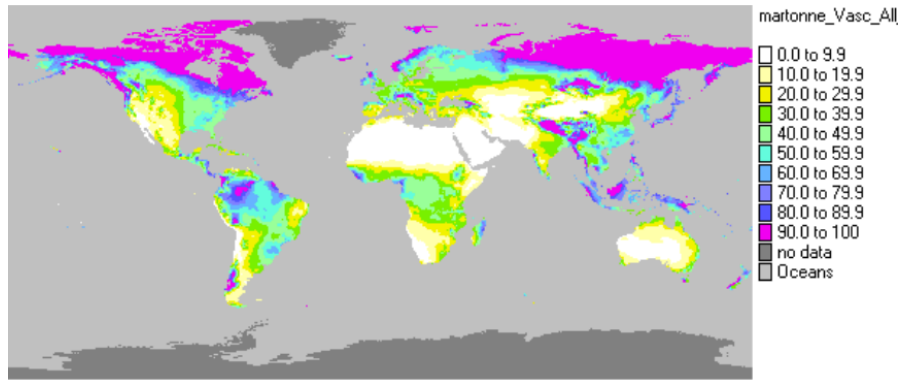 martonne_Vasc_All
0.0 to 9.9
10.0 to 19.9
20.0 to 29.9
30.0 to 39.9
40.0 to 49.9
50.0 to 59.9
60.0 to 69.9
70.0 to 79.9
80.0 to 89.9
90.0 to 100
no data
Oceans